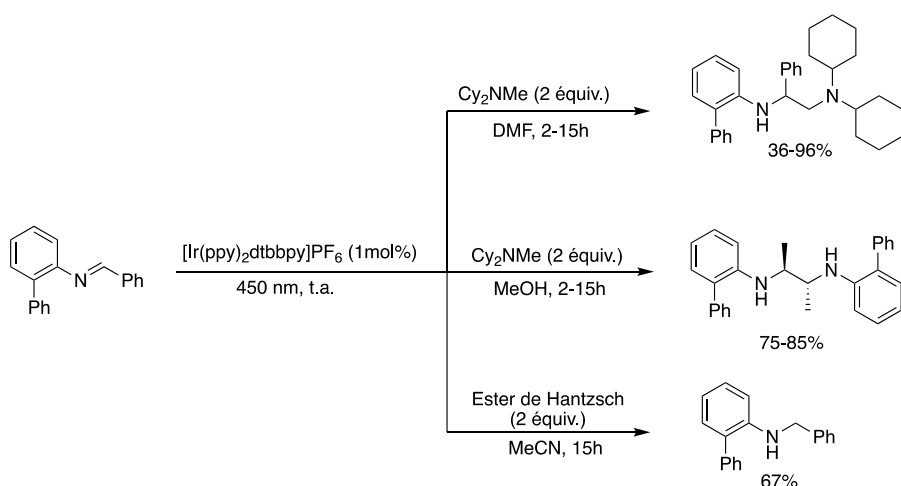 Ph
N
Ph
Ph
[Ir(ppy)2dtbbpy]PF6 (1mol%)
450 nm, t.a.
Cy2NMe (2 équiv.)
DMF, 2-15h
Ph
N
H
N
Ph
36-96%
Cy2NMe (2 équiv.)
MeOH, 2-15h
Ph
H
N
N
H
Ph
75-85%
Ester de Hantzsch
(2 équiv.)
MeCN, 15h
N
H
Ph
Ph
67%